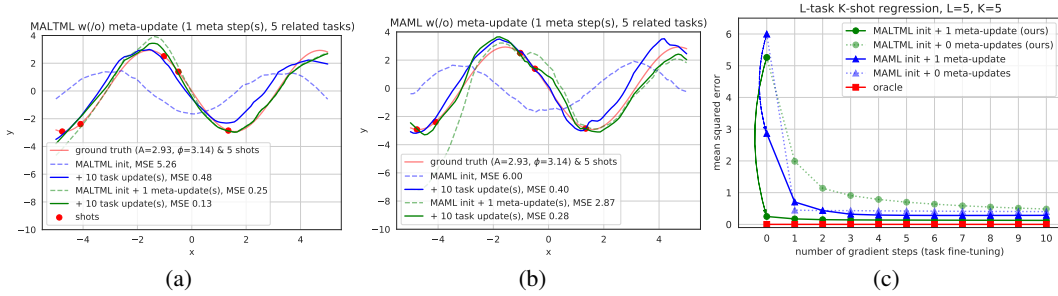 MALTML w(/o) meta-update (1 meta step(s), 5 related tasks)
4
2
0
−2
−4
−6
−8
−10
y
−4
−2
0
2
4
x
ground truth (A=2.93, ϕ=3.14) & 5 shots
MALTML init, MSE 5.26
+ 10 task update(s), MSE 0.48
MALTML init + 1 meta-update(s), MSE 0.25
+ 10 task update(s), MSE 0.13
shots
(a)
MAML w(/o) meta-update (1 meta step(s), 5 related tasks)
4
2
0
−2
−4
−6
−8
−10
y
−4
−2
0
2
4
x
ground truth (A=2.93, ϕ=3.14) & 5 shots
MAML init, MSE 6.00
+ 10 task update(s), MSE 0.40
MAML init + 1 meta-update(s), MSE 2.87
+ 10 task update(s), MSE 0.28
(b)
L-task K-shot regression, L=5, K=5
MALTML init + 1 meta-update (ours)
MALTML init + 0 meta-updates (ours)
MAML init + 1 meta-update
MAML init + 0 meta-updates
oracle
6
5
4
3
2
1
0
mean squared error
0 1 2 3 4 5 6 7 8 9 10
number of gradient steps (task fine-tuning)
(c)